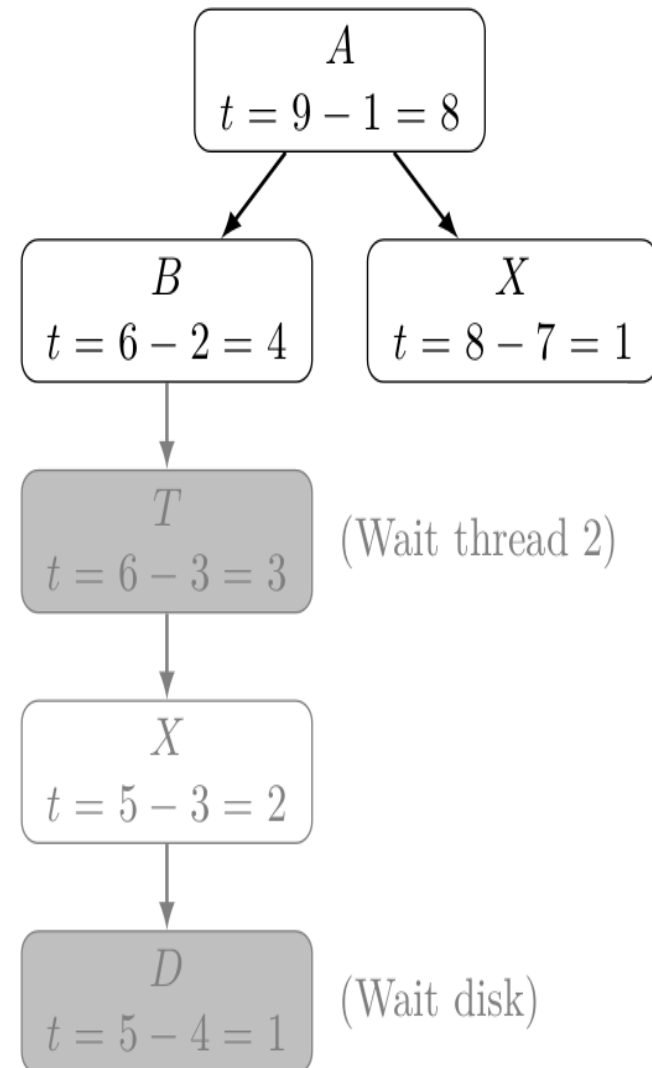 A
t = 9 − 1 = 8
B
t = 6 − 2 = 4
X
t = 8 − 7 = 1
T
t = 6 − 3 = 3
(Wait thread 2)
X
t = 5 − 3 = 2
D
t = 5 − 4 = 1
(Wait disk)